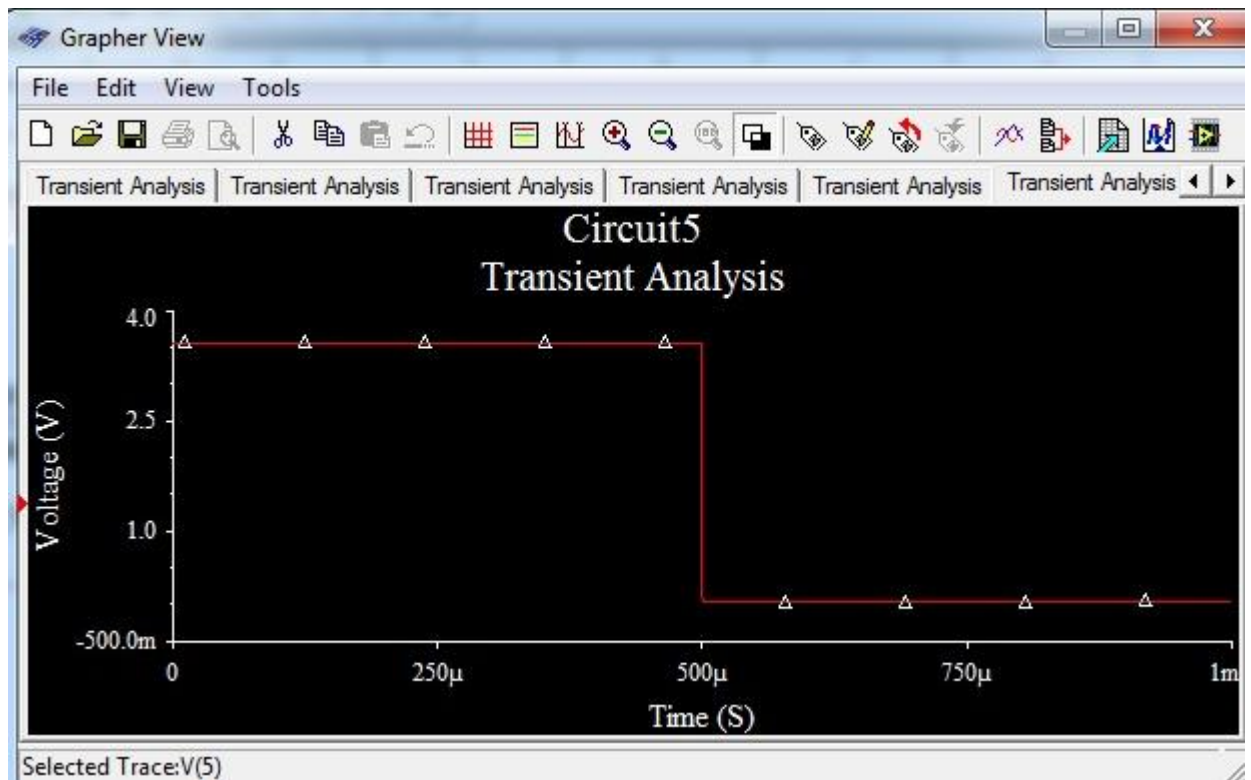 Grapher View
File Edit View Tools
Transient Analysis Transient Analysis Transient Analysis Transient Analysis Transient Analysis Transient Analysis
Circuit5
Transient Analysis
Voltage (V)
4.0
2.5
1.0
-500.0m
0 250µ 500µ 750µ 1m
Time (S)
Selected Trace:V(5)